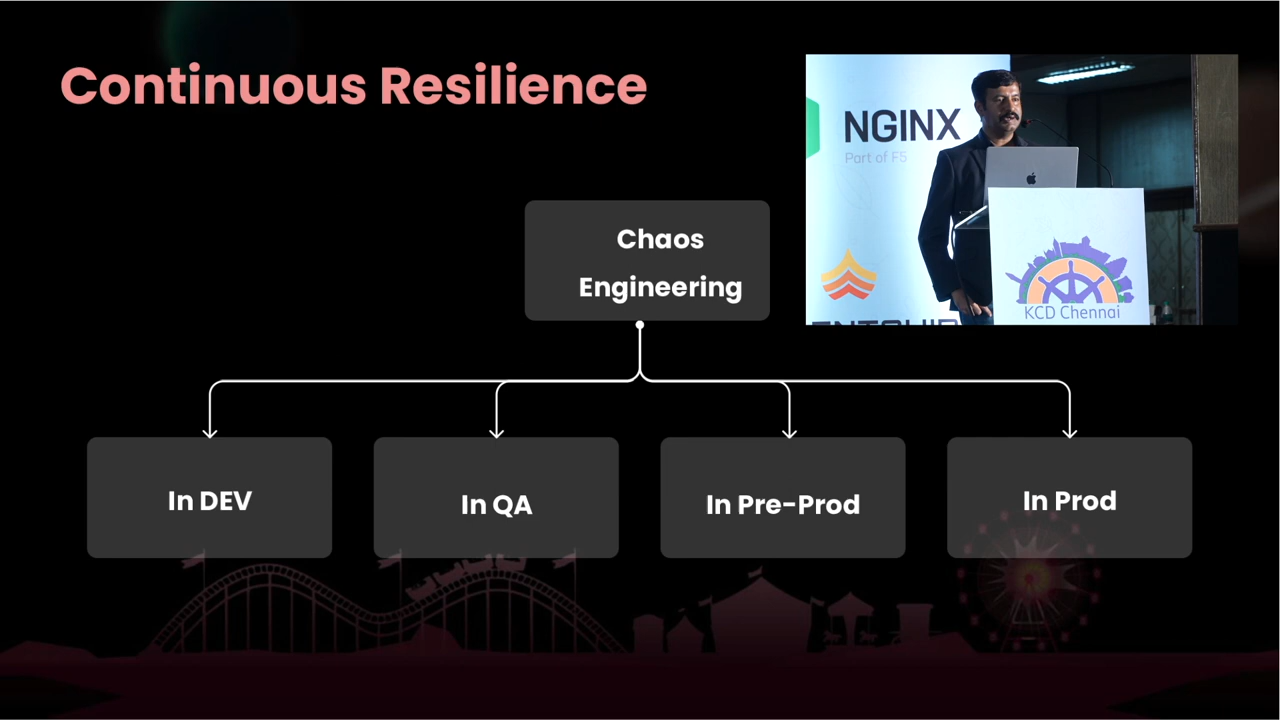 Continuous Resilience
NGINX
Part of F5
KCD Chennai
Chaos
Engineering
In DEV
In QA
In Pre-Prod
In Prod